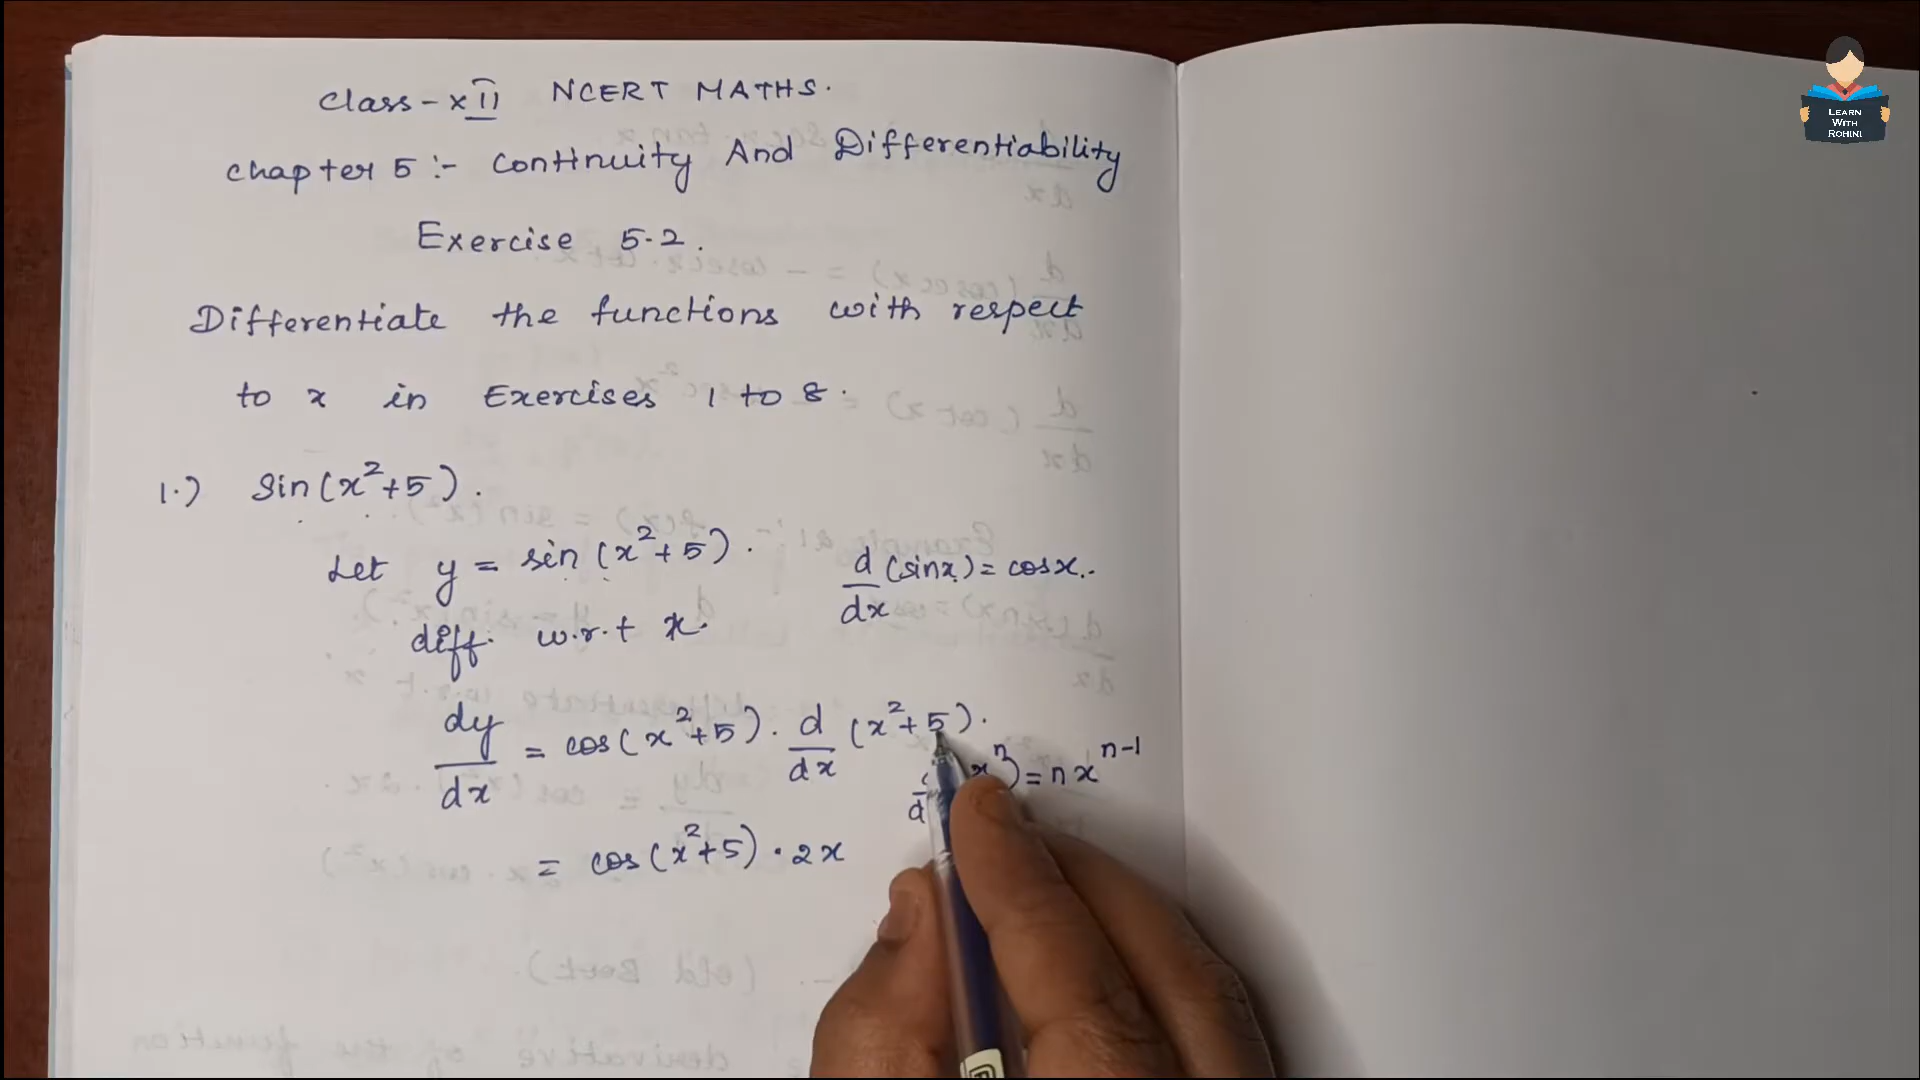 Class-XII NCERT MATHS.
Chapter 5 :- Continuity And Differentiability
Exercise 5.2.
Differentiate the functions with respect
to x in Exercises 1 to 8.
1.) Sin(x²+5).
Let y = sin(x²+5).
d/dx (sinx) = cosx.
diff. w.r.t x.
dy/dx = cos(x²+5). d/dx (x²+5).
xⁿ) = nxⁿ⁻¹
= cos(x²+5).2x
LEARN
WITH
ROHINI